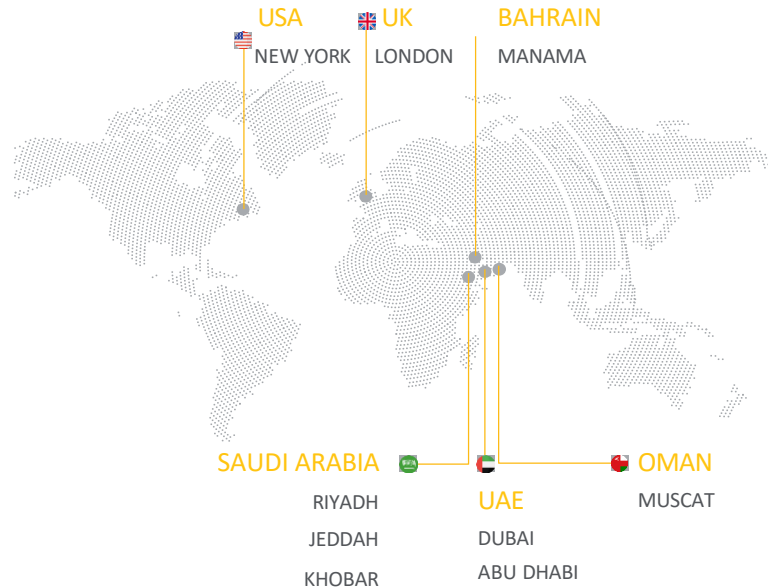 USA
NEW YORK
UK
LONDON
BAHRAIN
MANAMA
SAUDI ARABIA
RIYADH
JEDDAH
KHOBAR
UAE
DUBAI
ABU DHABI
OMAN
MUSCAT